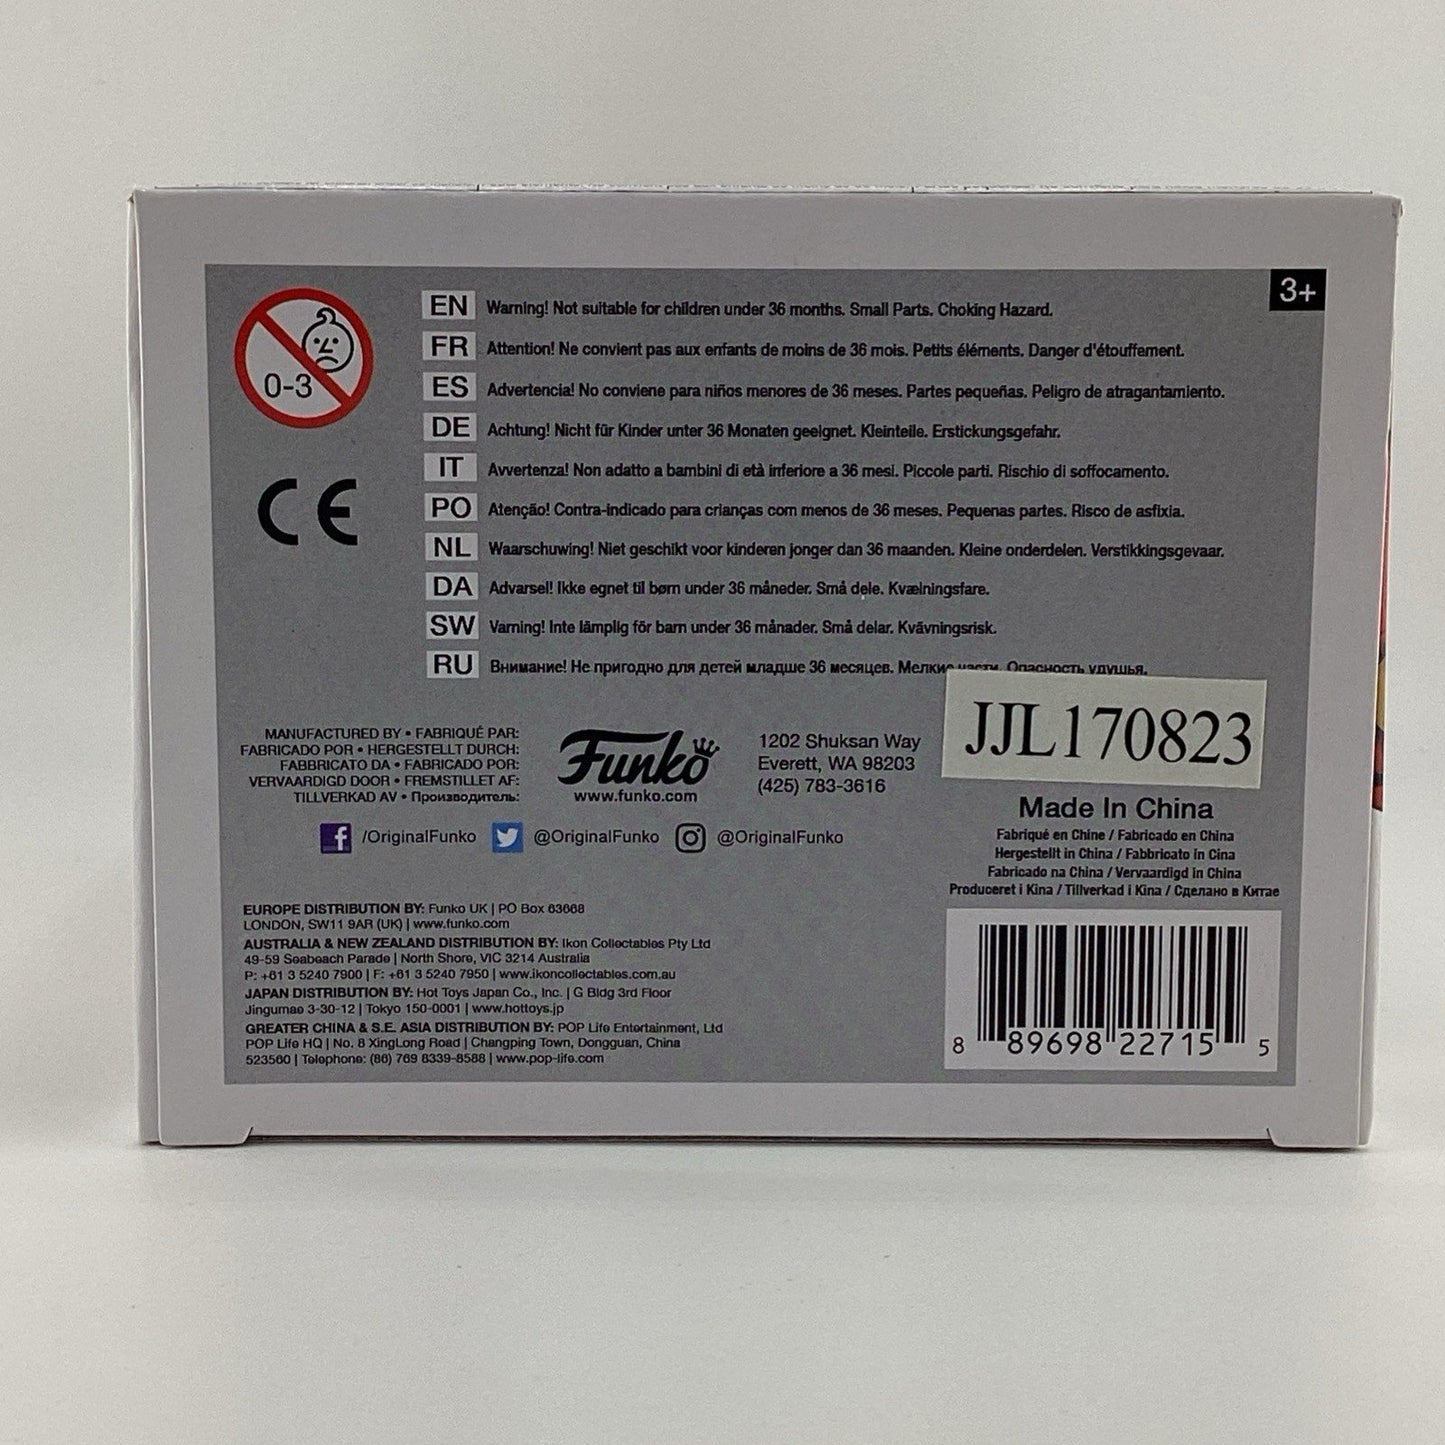 3+
0-3
EN Warning! Not suitable for children under 36 months. Small Parts. Choking Hazard.
FR Attention! Ne convient pas aux enfants de moins de 36 mois. Petits éléments. Danger d'étouffement.
ES Advertencia! No conviene para niños menores de 36 meses. Partes pequeñas. Peligro de atragantamiento.
DE Achtung! Nicht für Kinder unter 36 Monaten geeignet. Kleinteile. Erstickungsgefahr.
IT Avvertenza! Non adatto a bambini di età inferiore a 36 mesi. Piccole parti. Rischio di soffocamento.
PO Atenção! Contra-indicado para crianças com menos de 36 meses. Pequenas partes. Risco de asfixia.
NL Waarschuwing! Niet geschikt voor kinderen jonger dan 36 maanden. Kleine onderdelen. Verstikkingsgevaar.
DA Advarsel! Ikke egnet til børn under 36 måneder. Små dele. Kvælningsfare.
SW Varning! Inte lämplig för barn under 36 månader. Små delar. Kvävningsrisk.
RU Внимание! Не пригодно для детей младше 36 месяцев. Мелкие части. Опасность удушья.
CE
MANUFACTURED BY • FABRIQUÉ PAR:
FABRICADO POR • HERGESTELLT DURCH:
FABBRICATO DA • FABRICADO POR:
VERVAARDIGD DOOR • FREMSTILLET AF:
TILLVERKAD AV • Производитель:
Funko
www.funko.com
1202 Shuksan Way
Everett, WA 98203
(425) 783-3616
JJL170823
/OriginalFunko @OriginalFunko @OriginalFunko
Made In China
Fabriqué en Chine / Fabricado en China
Hergestellt in China / Fabbricato in Cina
Fabricado na China / Vervaardigd in China
Produceret i Kina / Tillverkad i Kina / Сделано в Китае
EUROPE DISTRIBUTION BY: Funko UK | PO Box 63668
LONDON, SW11 9AR (UK) | www.funko.com
AUSTRALIA & NEW ZEALAND DISTRIBUTION BY: Ikon Collectables Pty Ltd
49-59 Seabeach Parade | North Shore, VIC 3214 Australia
P: +61 3 5240 7900 | F: +61 3 5240 7950 | www.ikoncollectables.com.au
JAPAN DISTRIBUTION BY: Hot Toys Japan Co., Inc. | G Bldg 3rd Floor
Jingumae 3-30-12 | Tokyo 150-0001 | www.hottoys.jp
GREATER CHINA & S.E. ASIA DISTRIBUTION BY: POP Life Entertainment, Ltd
POP Life HQ | No. 8 XingLong Road | Changping Town, Dongguan, China
523560 | Telephone: (86) 769 8339-8588 | www.pop-life.com
8 89698 22715 5